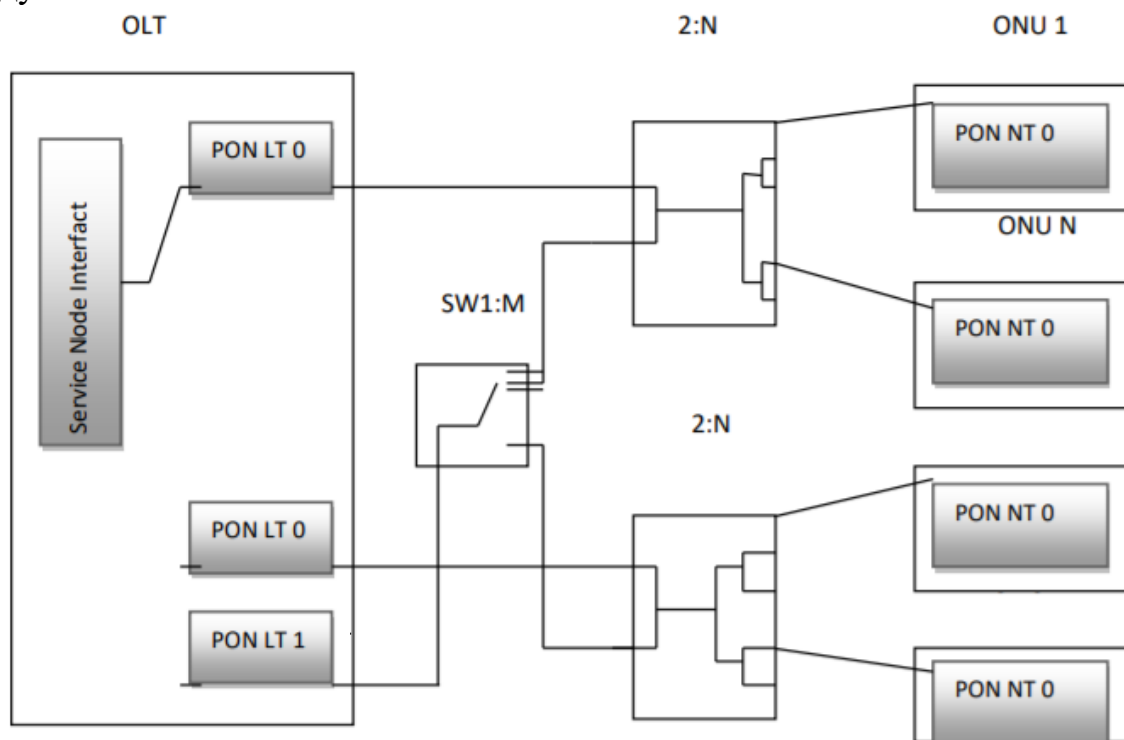 OLT 2:N ONU 1
PON LT 0
PON NT 0
Service Node Interfact
ONU N
SW1:M
PON NT 0
2:N
PON LT 0
PON NT 0
PON LT 1
PON NT 0